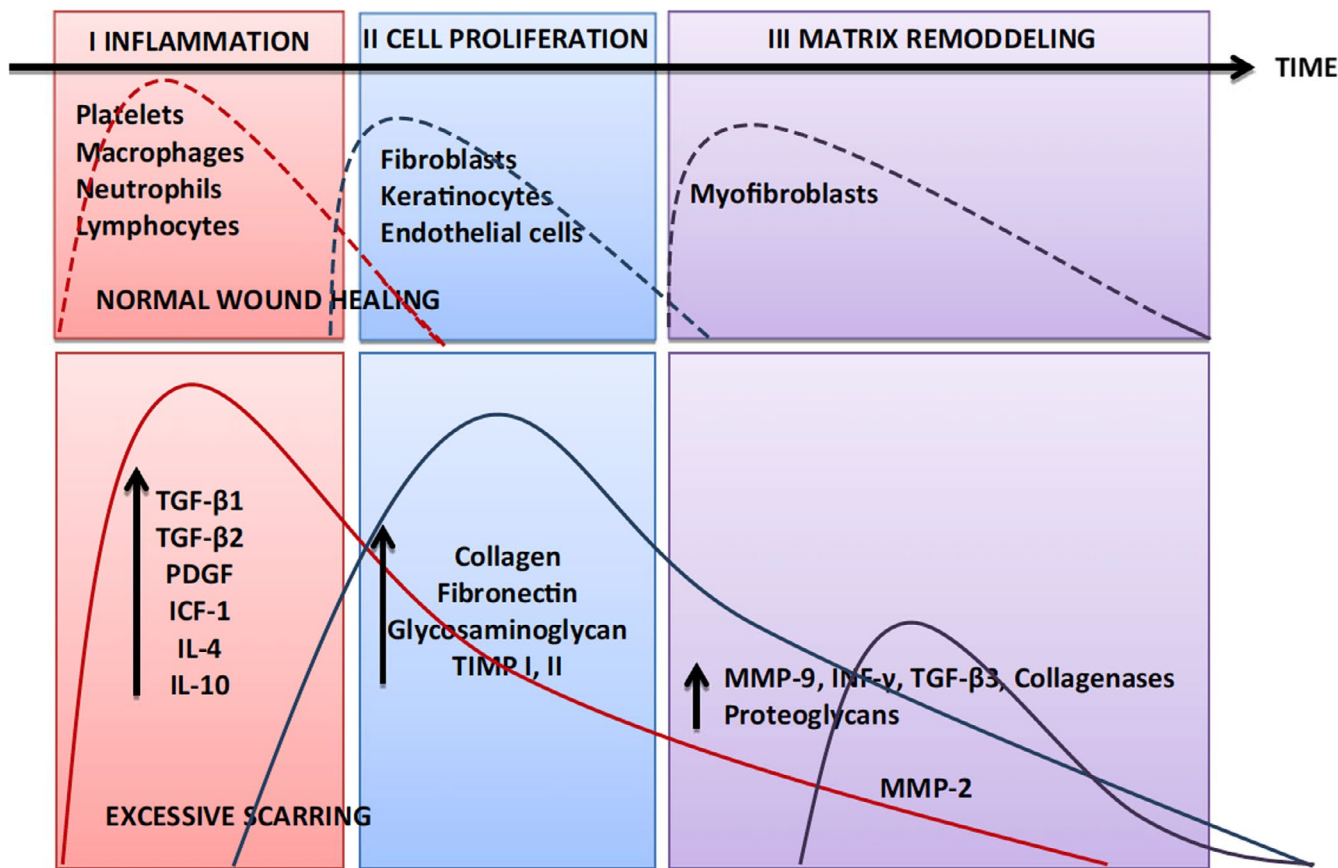 I INFLAMMATION
II CELL PROLIFERATION
III MATRIX REMODDELING
TIME
Platelets
Macrophages
Neutrophils
Lymphocytes
Fibroblasts
Keratinocytes
Endothelial cells
Myofibroblasts
NORMAL WOUND HEALING
TGF-β1
TGF-β2
PDGF
ICF-1
IL-4
IL-10
Collagen
Fibronectin
Glycosaminoglycan
TIMP I, II
MMP-9, INF-γ, TGF-β3, Collagenases
Proteoglycans
MMP-2
EXCESSIVE SCARRING